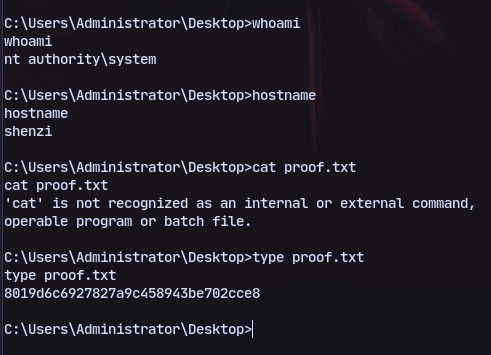 C:\Users\Administrator\Desktop>whoami
whoami
nt authority\system
C:\Users\Administrator\Desktop>hostname
hostname
shenzi
C:\Users\Administrator\Desktop>cat proof.txt
cat proof.txt
'cat' is not recognized as an internal or external command,
operable program or batch file.
C:\Users\Administrator\Desktop>type proof.txt
type proof.txt
8019d6c6927827a9c458943be702cce8
C:\Users\Administrator\Desktop>